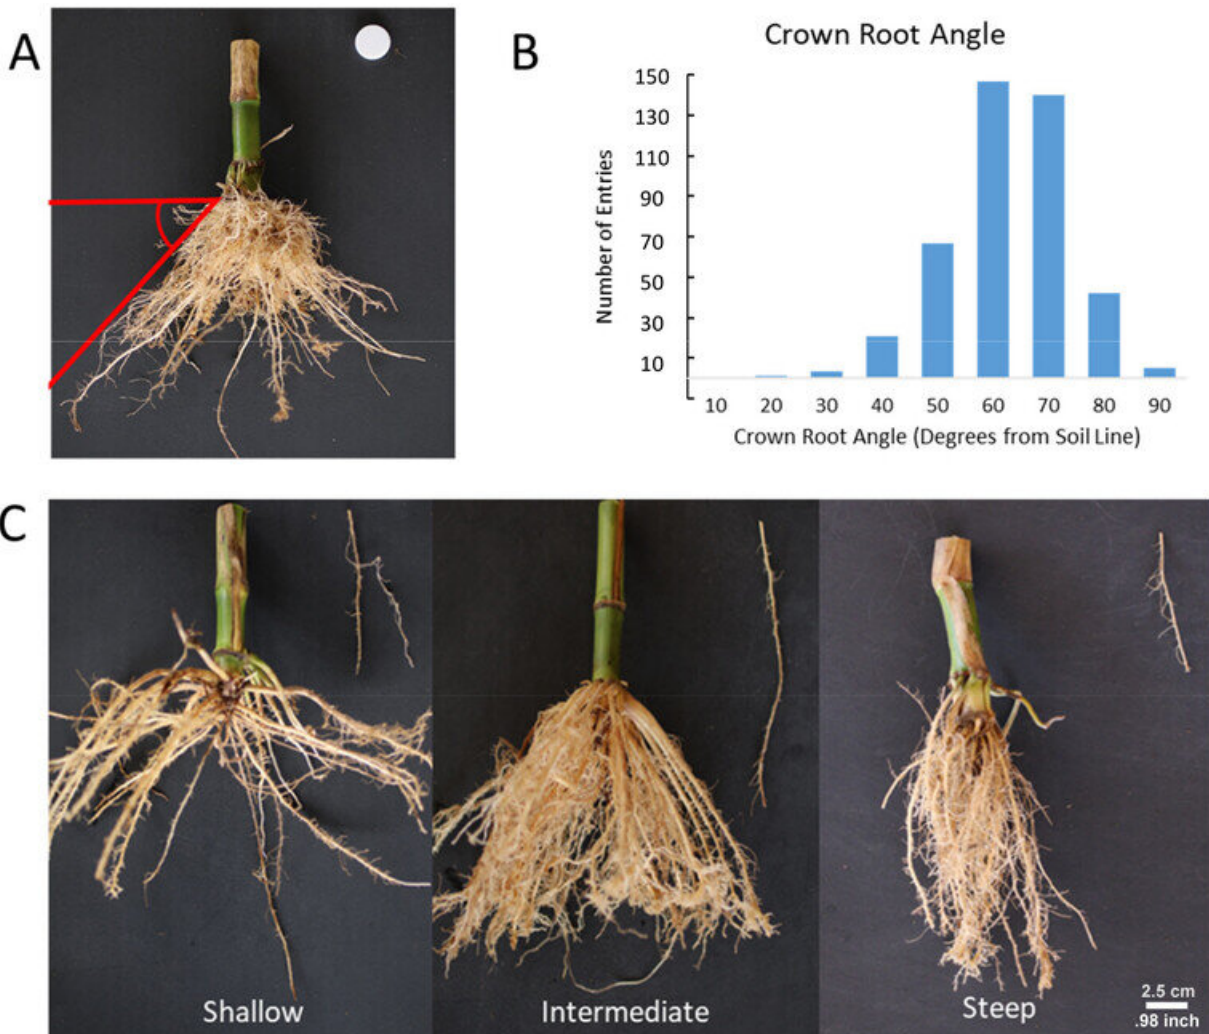 A
B
Crown Root Angle
Number of Entries
150
130
110
90
70
50
30
10
10 20 30 40 50 60 70 80 90
Crown Root Angle (Degrees from Soil Line)
C
Shallow
Intermediate
Steep
2.5 cm
.98 inch